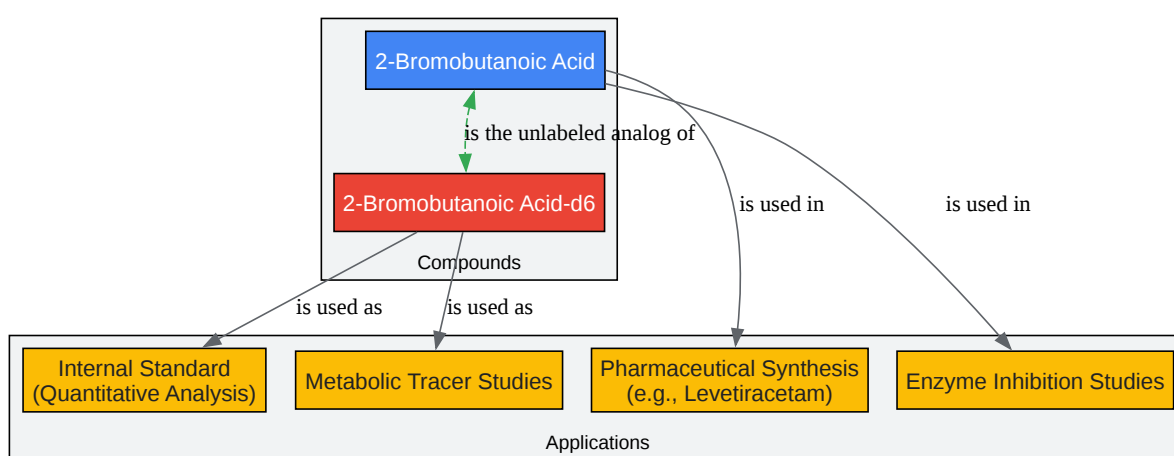 2-Bromobutanoic Acid
is the unlabeled analog of
2-Bromobutanoic Acid-d6
is used in
is used in
Compounds
is used as
is used as
Internal Standard
(Quantitative Analysis)
Metabolic Tracer Studies
Pharmaceutical Synthesis
(e.g., Levetiracetam)
Enzyme Inhibition Studies
Applications